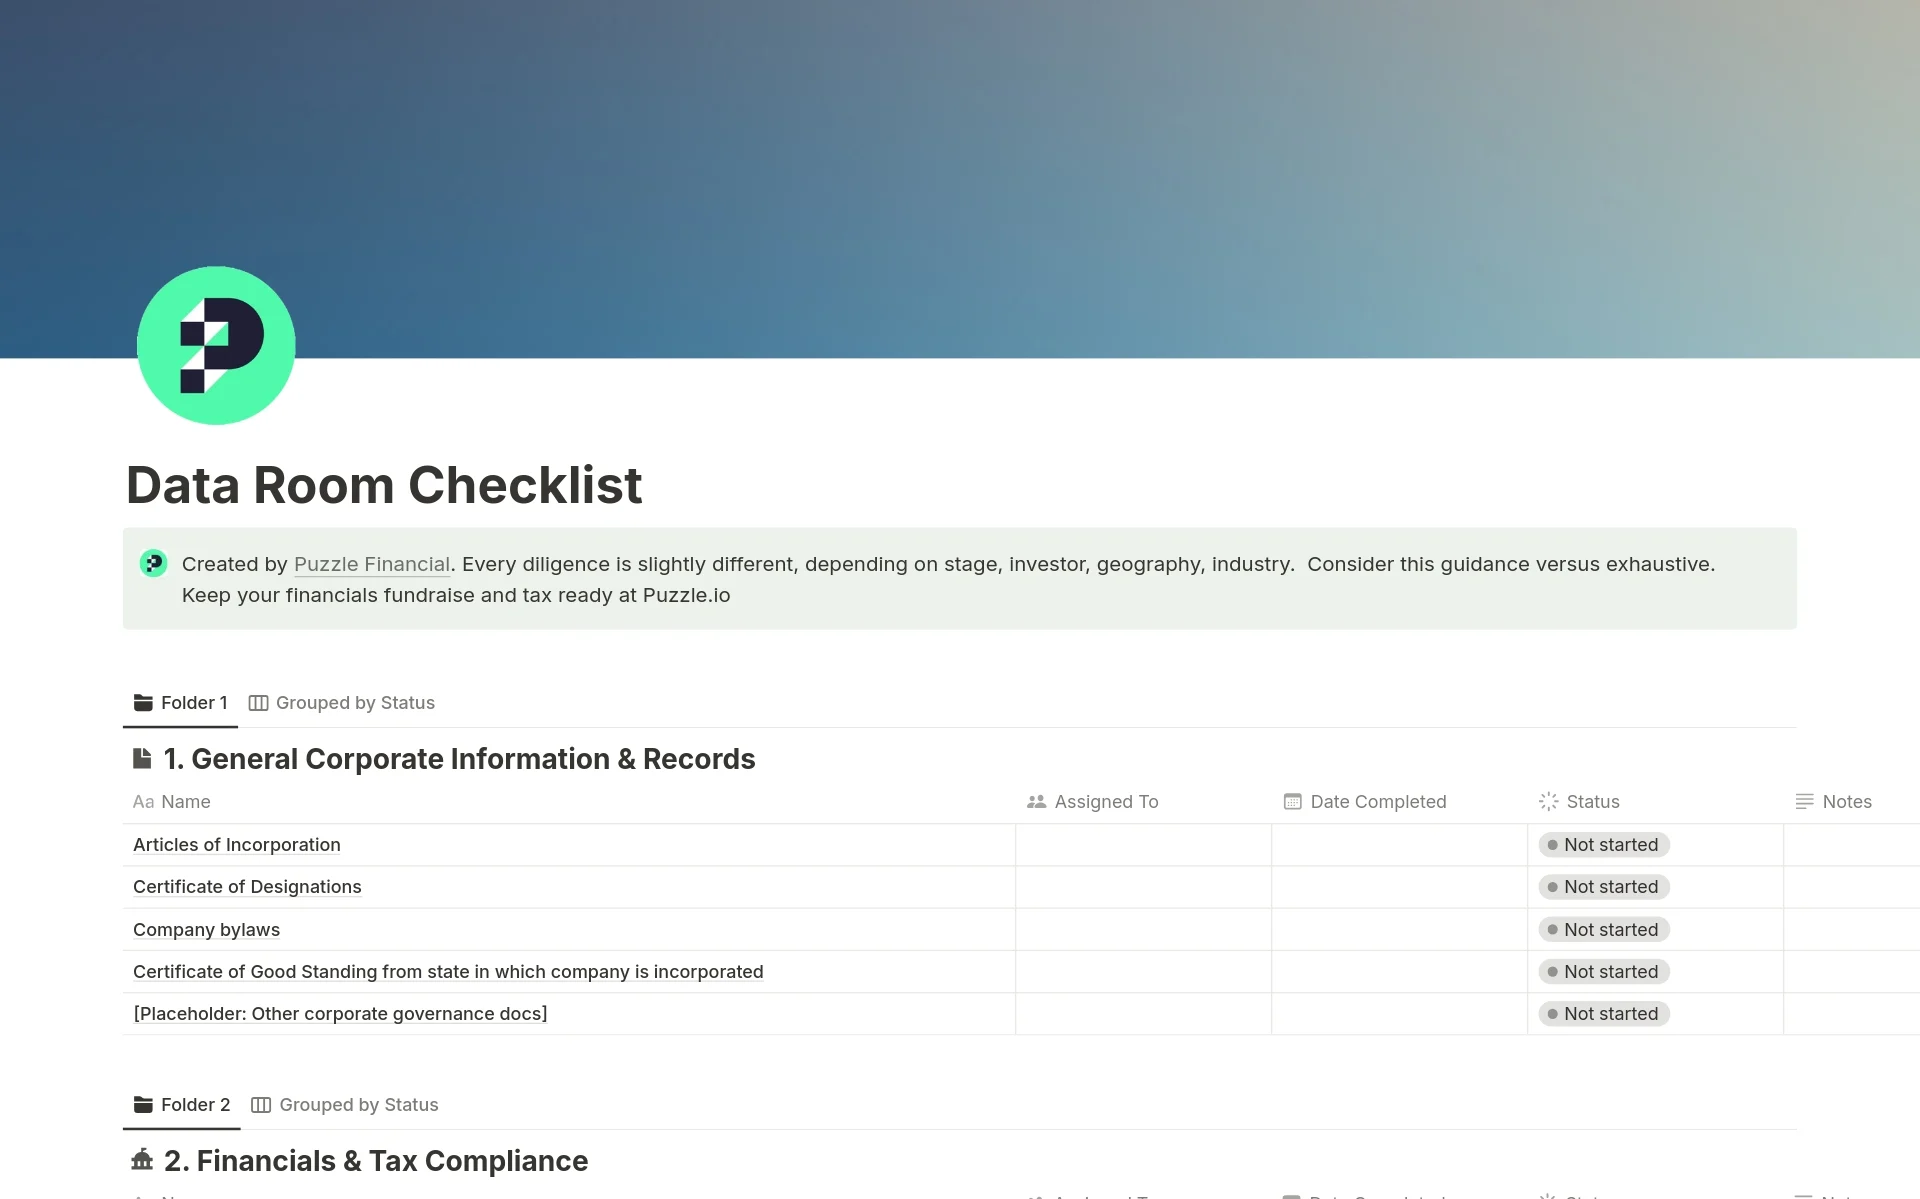 Data Room Checklist
Created by Puzzle Financial. Every diligence is slightly different, depending on stage, investor, geography, industry.  Consider this guidance versus exhaustive.
Keep your financials fundraise and tax ready at Puzzle.io
Folder 1 Grouped by Status
1. General Corporate Information & Records
Aa Name Assigned To Date Completed Status Notes
Articles of Incorporation Not started
Certificate of Designations Not started
Company bylaws Not started
Certificate of Good Standing from state in which company is incorporated Not started
[Placeholder: Other corporate governance docs] Not started
Folder 2 Grouped by Status
2. Financials & Tax Compliance